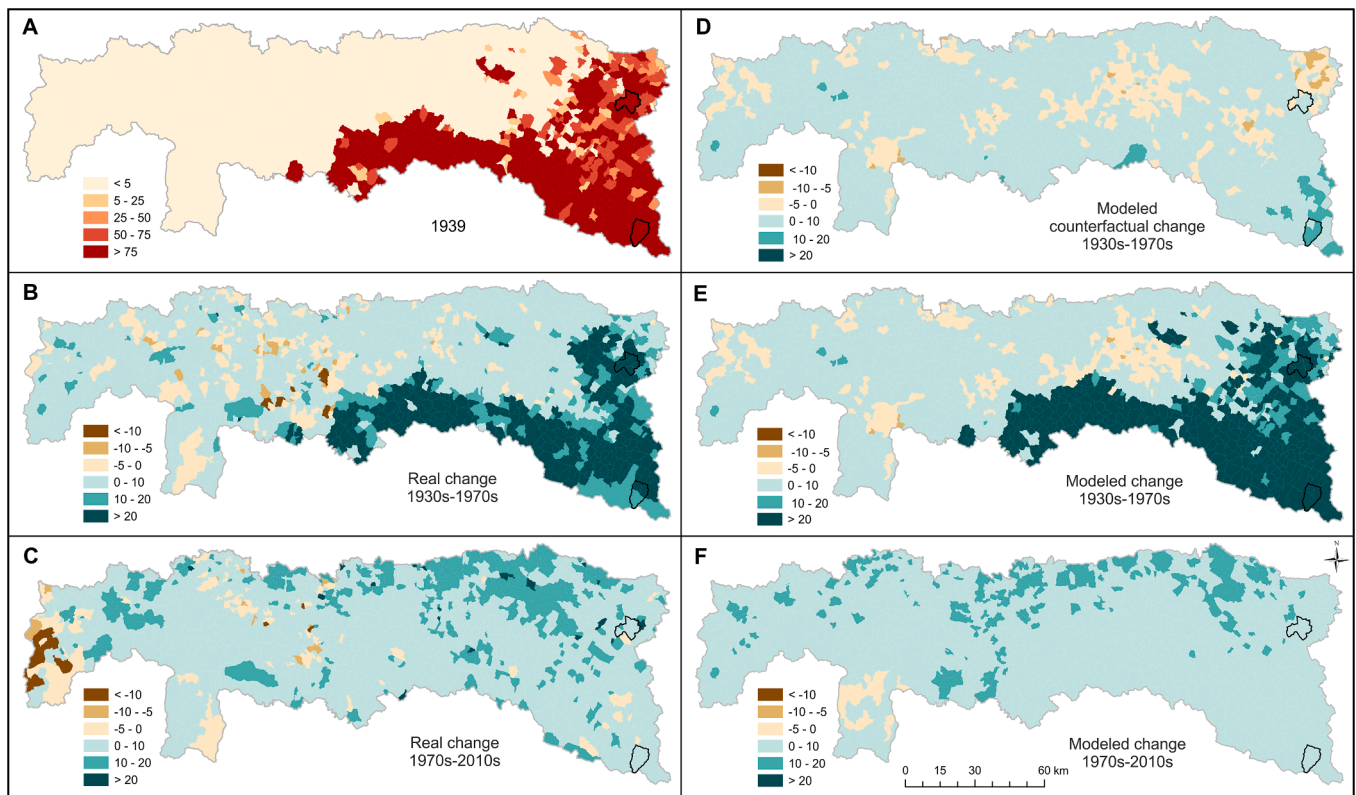 A
< 5
5 - 25
25 - 50
50 - 75
> 75
1939
B
< -10
-10 - -5
-5 - 0
0 - 10
10 - 20
> 20
Real change
1930s-1970s
C
< -10
-10 - -5
-5 - 0
0 - 10
10 - 20
> 20
Real change
1970s-2010s
D
< -10
-10 - -5
-5 - 0
0 - 10
10 - 20
> 20
Modeled
counterfactual change
1930s-1970s
E
< -10
-10 - -5
-5 - 0
0 - 10
10 - 20
> 20
Modeled change
1930s-1970s
F
N
< -10
-10 - -5
-5 - 0
0 - 10
10 - 20
> 20
Modeled change
1970s-2010s
0 15 30 60 km